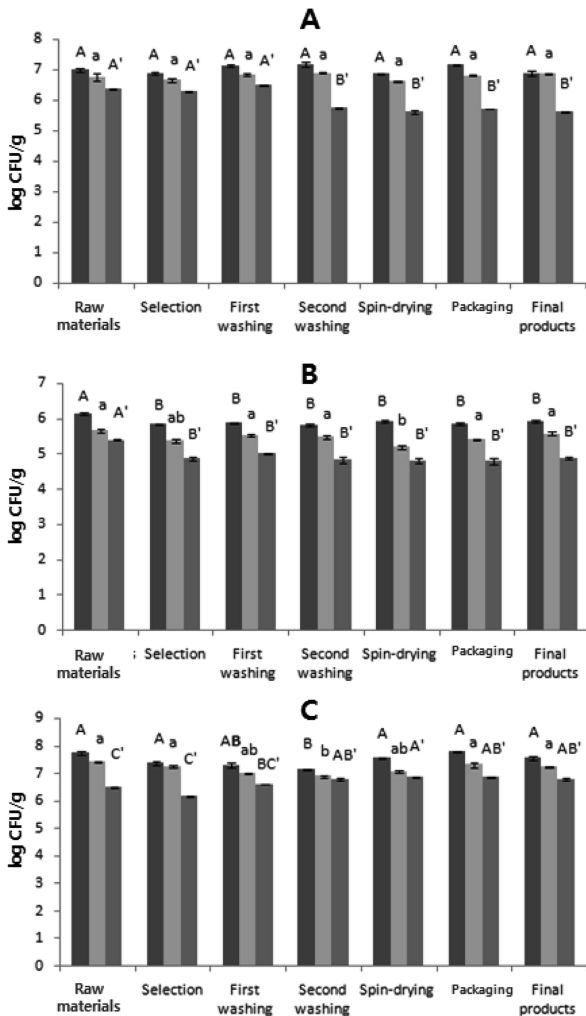 A
8
7
6
5
4
3
2
1
0
log CFU/g
A a A' A a A' A a A' A a B' A a B' A a B' A a B'
Raw materials Selection First washing Second washing Spin-drying Packaging Final products
B
7
6
5
4
3
2
1
0
log CFU/g
A a A' B ab B' B a B' B a B' B b B' B a B' B a B'
Raw materials s Selection First washing Second washing Spin-drying Packaging Final products
C
9
8
7
6
5
4
3
2
1
0
log CFU/g
A a C' A a C' AB ab BC' B b AB' A ab A' A a AB' A a AB'
Raw materials Selection First washing Second washing Spin-drying Packaging Final products